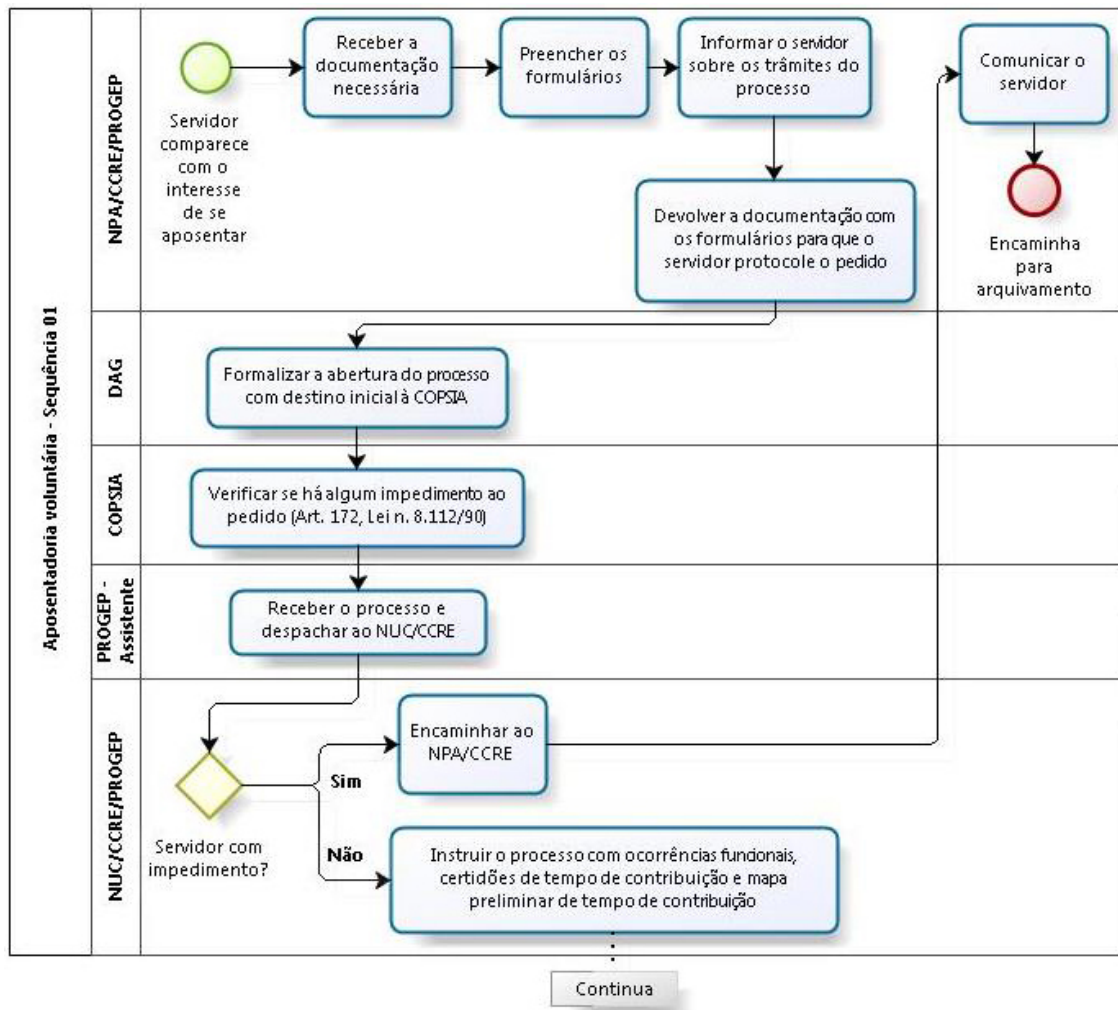 Aposentadoria voluntária - Sequência 01
NPA/CCRE/PROGEP
Servidor
comparece
com o
interesse
de se
aposentar
Receber a
documentação
necessária
Preencher os
formulários
Informar o servidor
sobre os trâmites do
processo
Devolver a documentação com
os formulários para que o
servidor protocole o pedido
Comunicar o
servidor
Encaminha
para
arquivamento
DAG
Formalizar a abertura do processo
com destino inicial à COPSIA
COPSIA
Verificar se há algum impedimento ao
pedido (Art. 172, Lei n. 8.112/90)
PROGEP -
Assistente
Receber o processo e
despachar ao NUC/CCRE
NUC/CCRE/PROGEP
Servidor com
impedimento?
Sim
Encaminhar ao
NPA/CCRE
Não
Instruir o processo com ocorrências funcionais,
certidões de tempo de contribuição e mapa
preliminar de tempo de contribuição
Continua